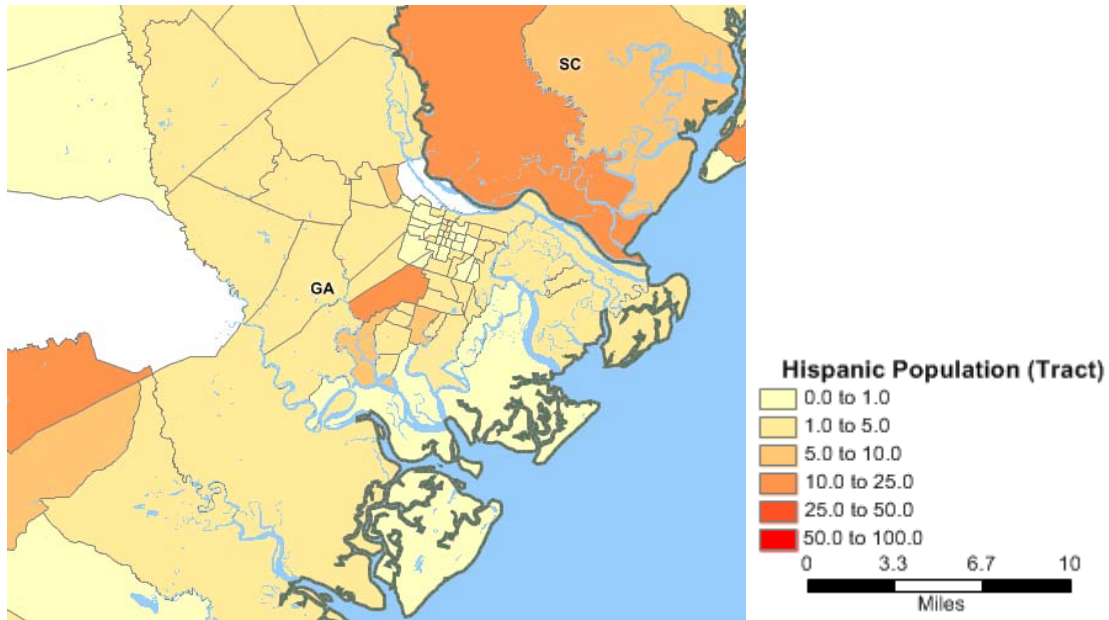 SC
GA
Hispanic Population (Tract)
0.0 to 1.0
1.0 to 5.0
5.0 to 10.0
10.0 to 25.0
25.0 to 50.0
50.0 to 100.0
0 3.3 6.7 10
Miles